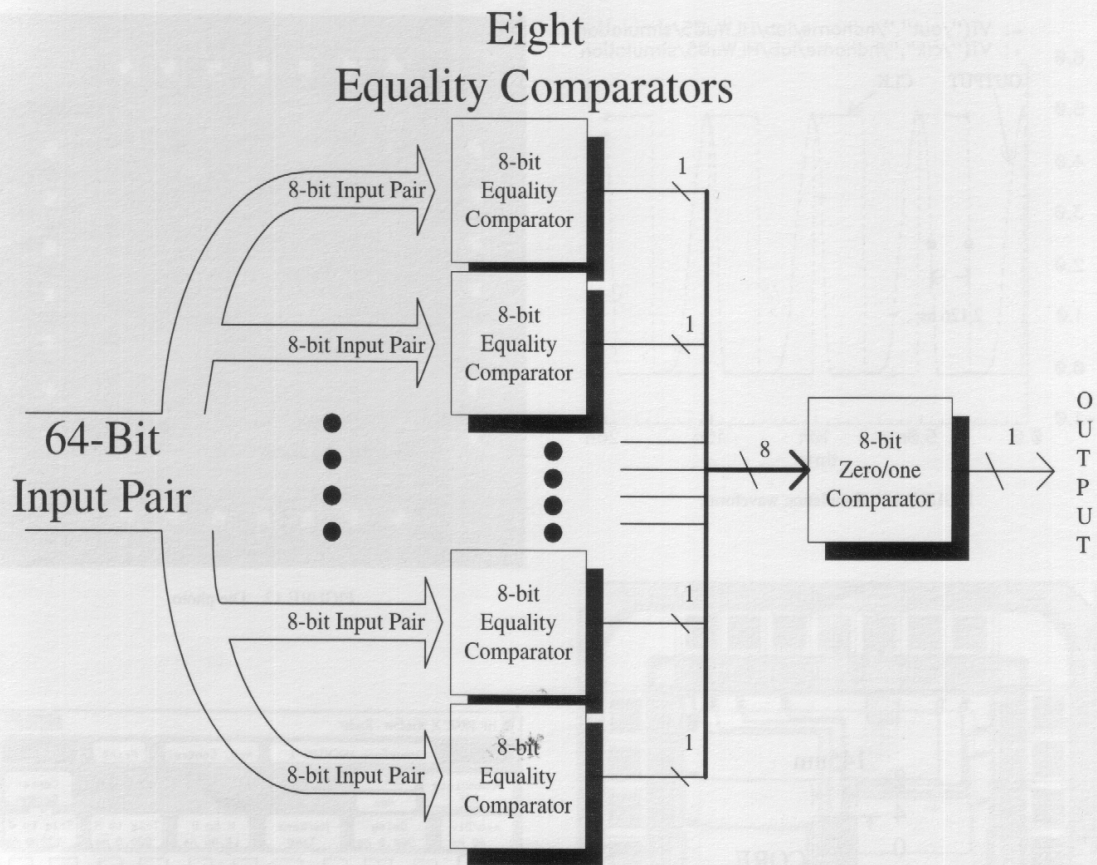 Eight
Equality Comparators
8-bit
Equality
Comparator
8-bit Input Pair
1
8-bit
Equality
Comparator
8-bit Input Pair
1
64-Bit
Input Pair
8
8-bit
Zero/one
Comparator
1
OUTPUT
8-bit
Equality
Comparator
8-bit Input Pair
1
8-bit
Equality
Comparator
8-bit Input Pair
1